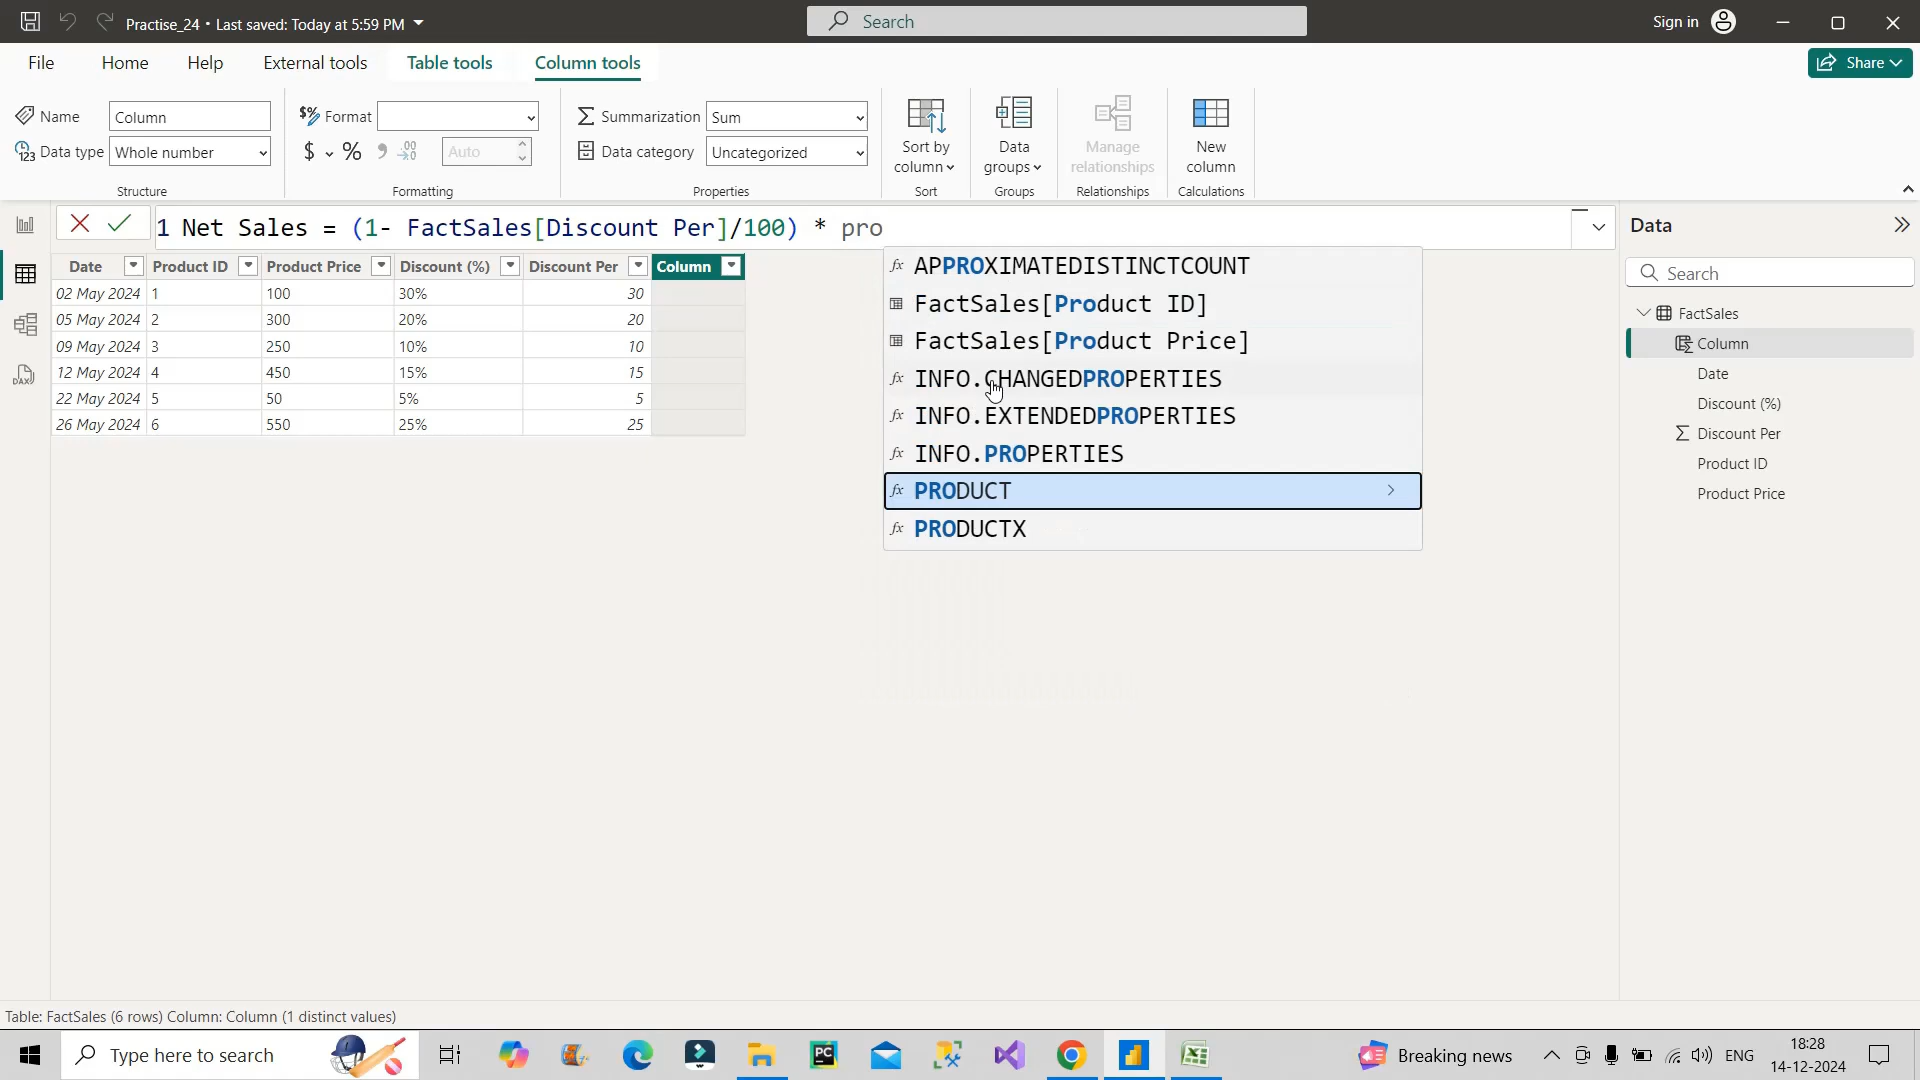 Practise_24 • Last saved: Today at 5:59 PM
Search
Sign in
File
Home
Help
External tools
Table tools
Column tools
Share
Name
Column
Data type
Whole number
Structure
Format
$
%
Auto
Formatting
Summarization
Sum
Data category
Uncategorized
Properties
Sort by
column
Sort
Data
groups
Groups
Manage
relationships
Relationships
New
column
Calculations
1 Net Sales = (1- FactSales[Discount Per]/100) * pro
Date Product ID Product Price Discount (%) Discount Per Column
02 May 2024 1 100 30% 30
05 May 2024 2 300 20% 20
09 May 2024 3 250 10% 10
12 May 2024 4 450 15% 15
22 May 2024 5 50 5% 5
26 May 2024 6 550 25% 25
APPROXIMATEDISTINCTCOUNT
FactSales[Product ID]
FactSales[Product Price]
INFO.CHANGEDPROPERTIES
INFO.EXTENDEDPROPERTIES
INFO.PROPERTIES
PRODUCT
PRODUCTX
Data
Search
FactSales
Column
Date
Discount (%)
Discount Per
Product ID
Product Price
Table: FactSales (6 rows) Column: Column (1 distinct values)
Type here to search
Breaking news
ENG
18:28
14-12-2024